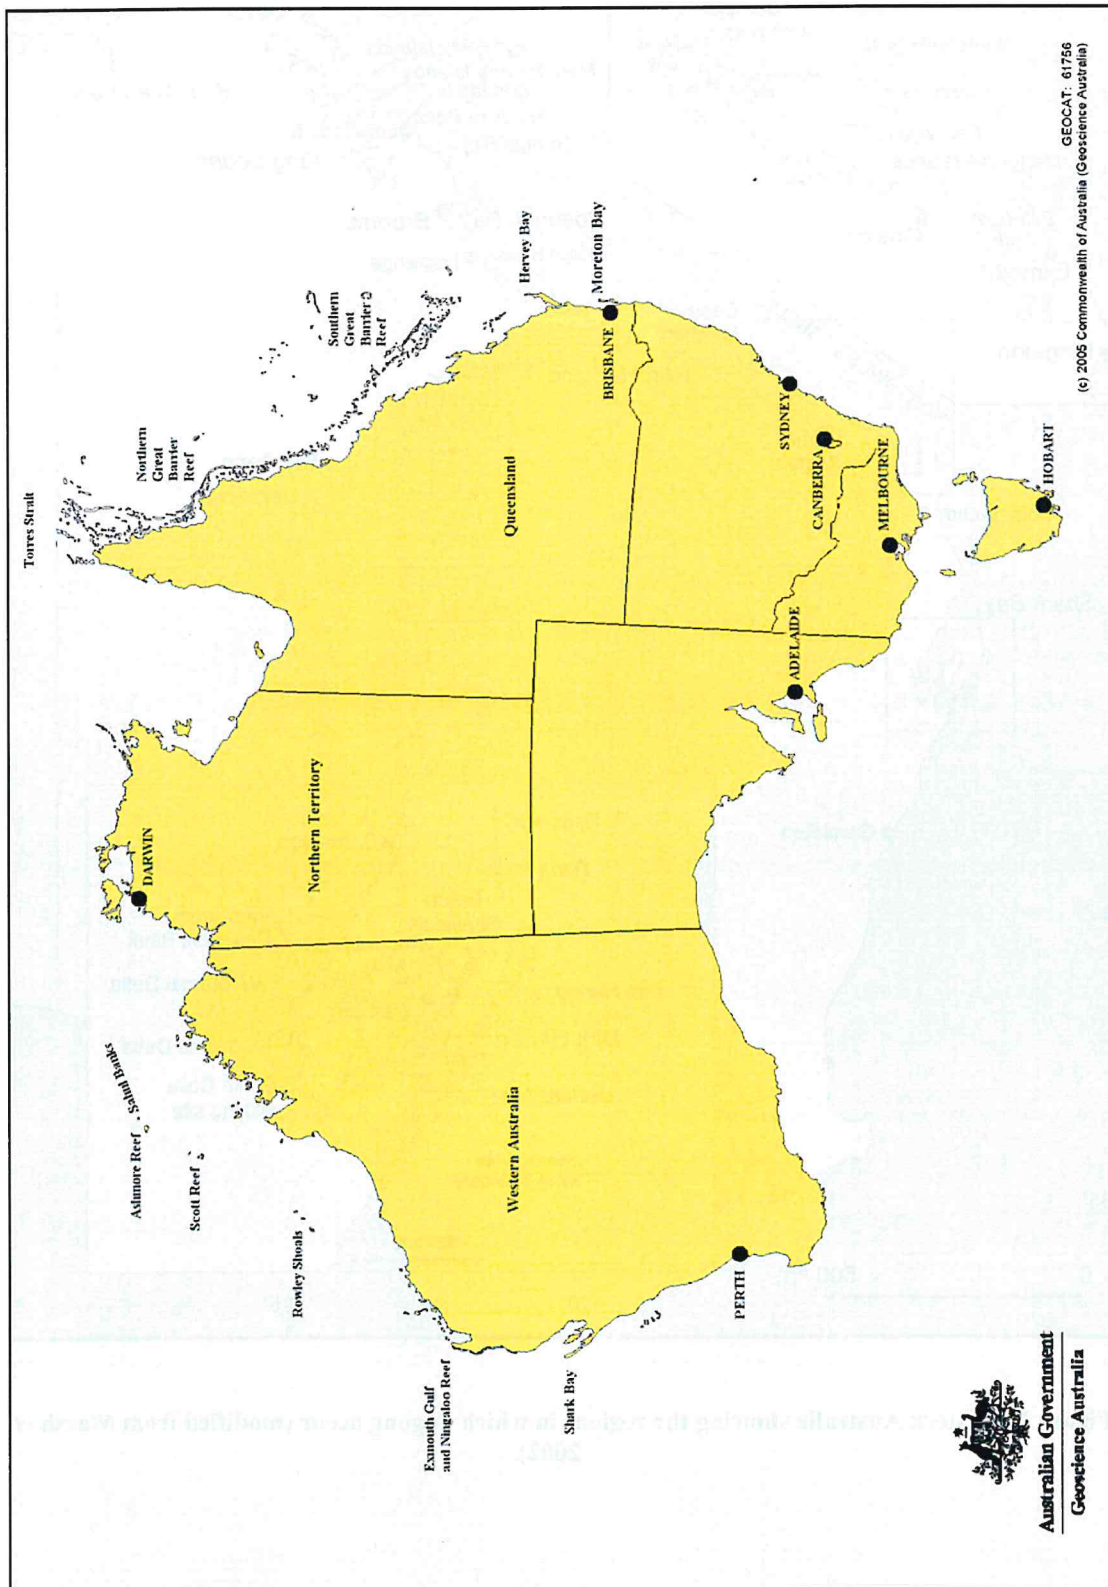 Torres Strait
DARWIN
Ashmore Reef
Sahul Banks
Northern
Great
Barrier
Reef
Scott Reef
Rowley Shoals
Northern Territory
Southern
Great
Barrier
Reef
Exmouth Gulf
and Ningaloo Reef
Western Australia
Queensland
Hervey Bay
Shark Bay
Moreton Bay
BRISBANE
PERTH
ADELAIDE
SYDNEY
CANBERRA
MELBOURNE
HOBART
Australian Government
Geoscience Australia
GEOCAT: 61756
(c) 2005 Commonwealth of Australia (Geoscience Australia)